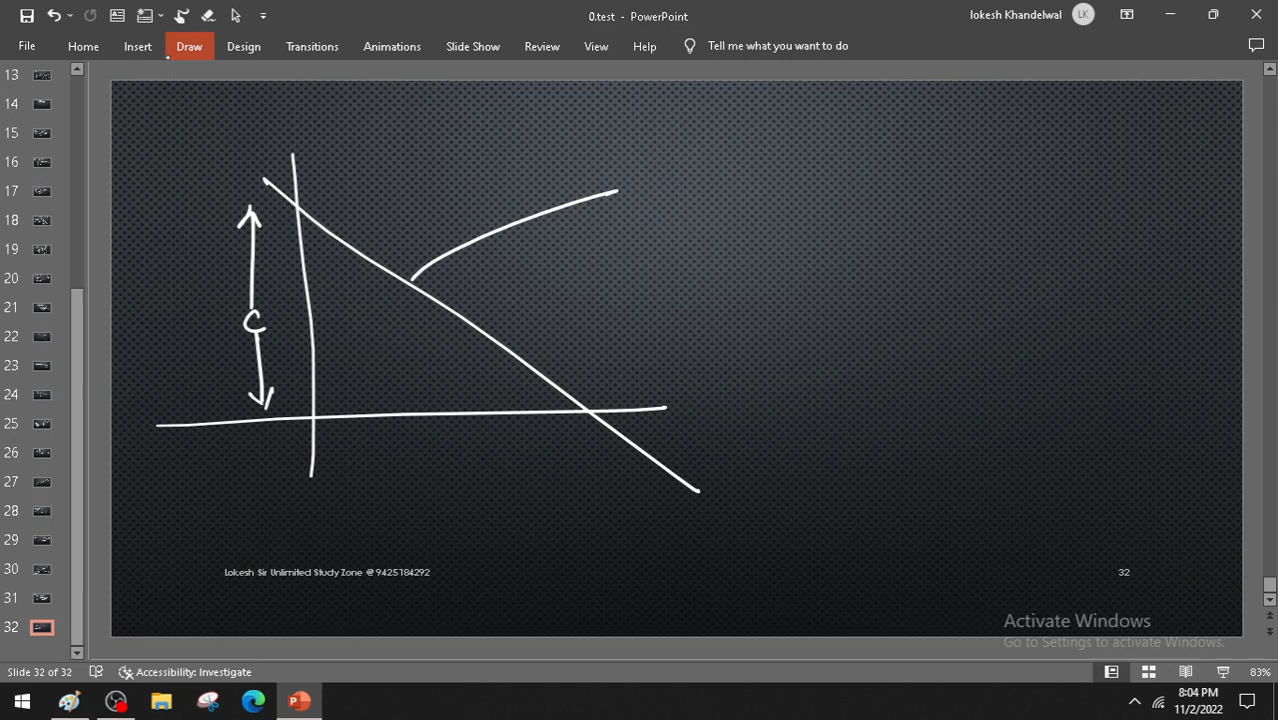 0.test - PowerPoint
lokesh Khandelwal
LK
File
Home
Insert
Draw
Design
Transitions
Animations
Slide Show
Review
View
Help
Tell me what you want to do
13
14
15
16
17
18
19
20
21
22
23
24
25
26
27
28
29
30
31
32
C
Lokesh Sir Unlimited Study Zone @ 9425184292
32
Activate Windows
Go to Settings to activate Windows.
Slide 32 of 32
Accessibility: Investigate
83%
8:04 PM
11/2/2022